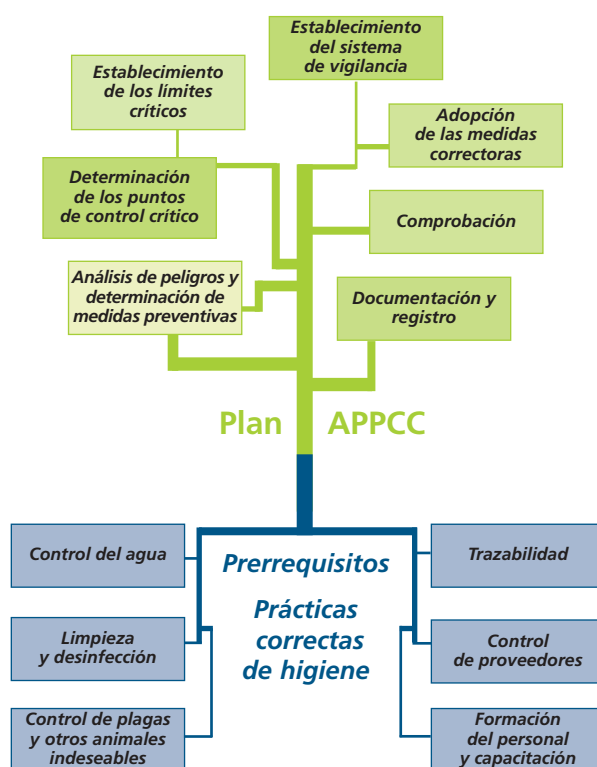 Establecimiento
del sistema
de vigilancia
Establecimiento
de los límites
críticos
Adopción
de las medidas
correctoras
Determinación
de los puntos
de control crítico
Comprobación
Análisis de peligros y
determinación de
medidas preventivas
Documentación y
registro
Plan APPCC
Control del agua
Prerrequisitos
Trazabilidad
Prácticas
correctas
de higiene
Limpieza
y desinfección
Control
de proveedores
Control de plagas
y otros animales
indeseables
Formación
del personal
y capacitación